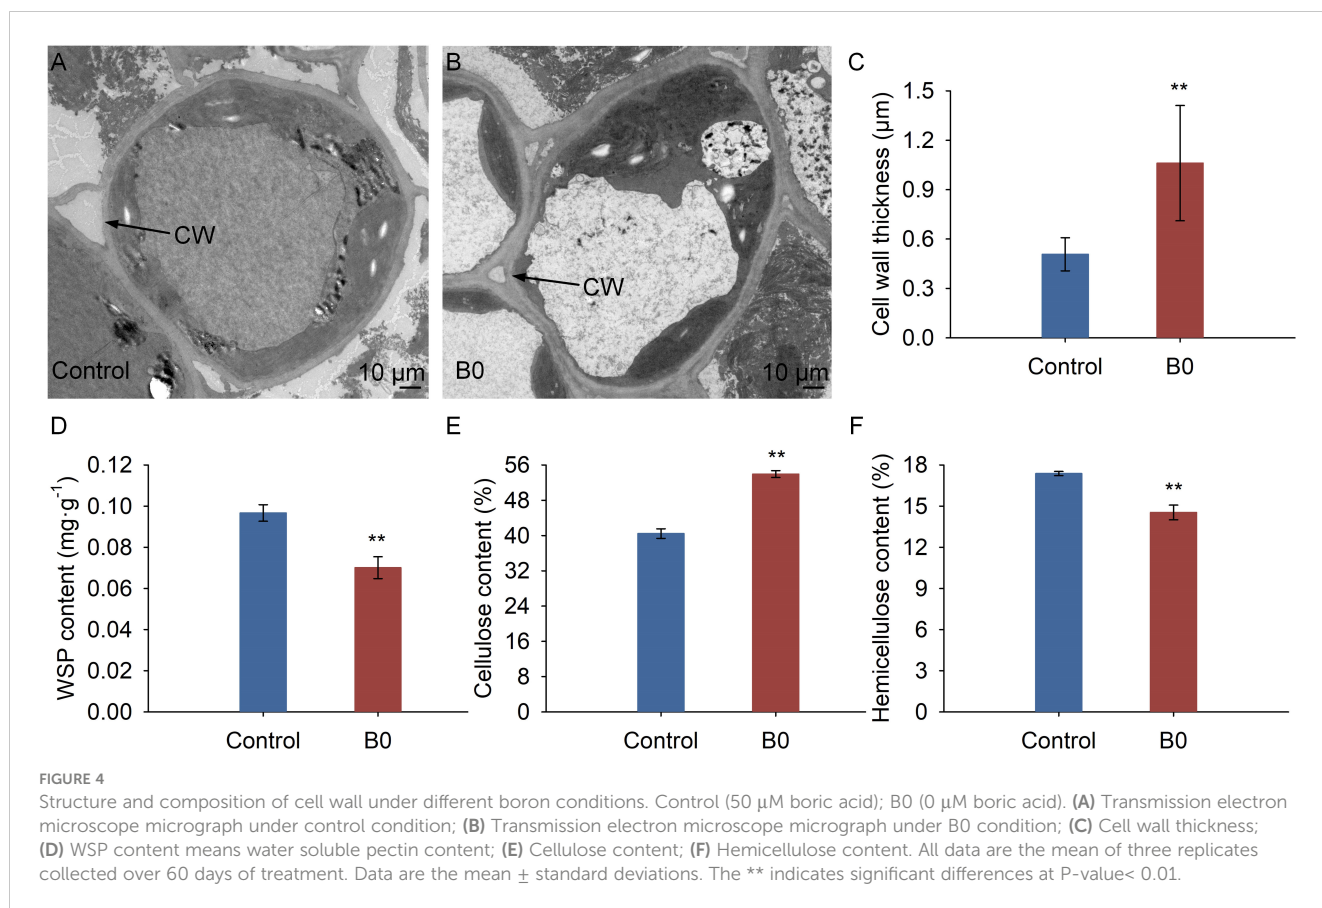 A
CW
Control
10 μm
B
CW
B0
10 μm
C
Cell wall thickness (μm)
1.5
1.2
0.9
0.6
0.3
0.0
**
Control
B0
D
WSP content (mg·g⁻¹)
0.12
0.10
0.08
0.06
0.04
0.02
0.00
**
Control
B0
E
Cellulose content (%)
56
48
40
32
24
16
8
0
**
Control
B0
F
Hemicellulose content (%)
18
15
12
9
6
3
0
**
Control
B0
FIGURE 4
Structure and composition of cell wall under different boron conditions. Control (50 μM boric acid); B0 (0 μM boric acid). (A) Transmission electron
microscope micrograph under control condition; (B) Transmission electron microscope micrograph under B0 condition; (C) Cell wall thickness;
(D) WSP content means water soluble pectin content; (E) Cellulose content; (F) Hemicellulose content. All data are the mean of three replicates
collected over 60 days of treatment. Data are the mean ± standard deviations. The ** indicates significant differences at P-value< 0.01.